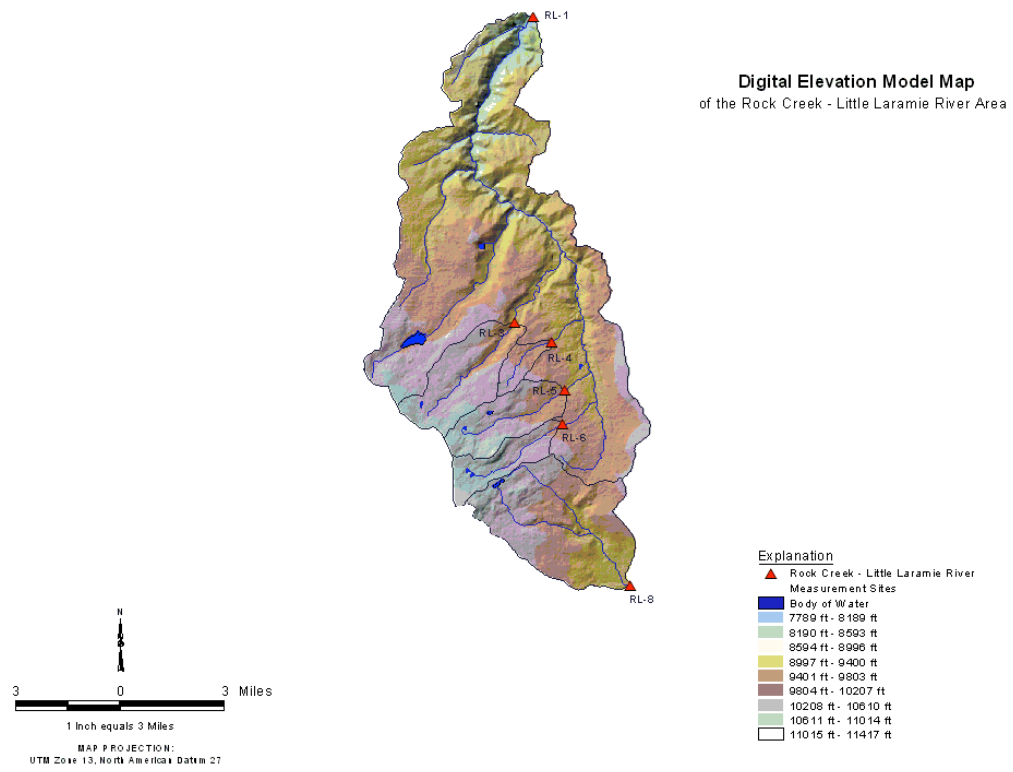 RL-1
Digital Elevation Model Map
of the Rock Creek - Little Laramie River Area
RL-3
RL-4
RL-5
RL-6
RL-8
Explanation
Rock Creek - Little Laramie River
Measurement Sites
Body of Water
7789 ft - 8189 ft
8190 ft - 8593 ft
8594 ft - 8996 ft
8997 ft - 9400 ft
9401 ft - 9803 ft
9804 ft - 10207 ft
10208 ft - 10610 ft
10611 ft - 11014 ft
11015 ft - 11417 ft
N
3 0 3 Miles
1 Inch equals 3 Miles
MAP PROJECTION:
UTM Zone 13, North American Datum 27